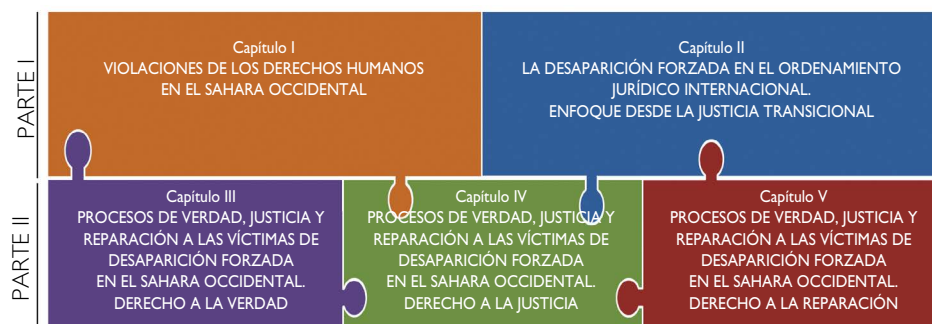 PARTE I
Capítulo I
VIOLACIONES DE LOS DERECHOS HUMANOS
EN EL SAHARA OCCIDENTAL
Capítulo II
LA DESAPARICIÓN FORZADA EN EL ORDENAMIENTO
JURÍDICO INTERNACIONAL.
ENFOQUE DESDE LA JUSTICIA TRANSICIONAL
PARTE II
Capítulo III
PROCESOS DE VERDAD, JUSTICIA Y
REPARACIÓN A LAS VÍCTIMAS DE
DESAPARICIÓN FORZADA
EN EL SAHARA OCCIDENTAL.
DERECHO A LA VERDAD
Capítulo IV
PROCESOS DE VERDAD, JUSTICIA Y
REPARACIÓN A LAS VÍCTIMAS DE
DESAPARICIÓN FORZADA
EN EL SAHARA OCCIDENTAL.
DERECHO A LA JUSTICIA
Capítulo V
PROCESOS DE VERDAD, JUSTICIA Y
REPARACIÓN A LAS VÍCTIMAS DE
DESAPARICIÓN FORZADA
EN EL SAHARA OCCIDENTAL.
DERECHO A LA REPARACIÓN